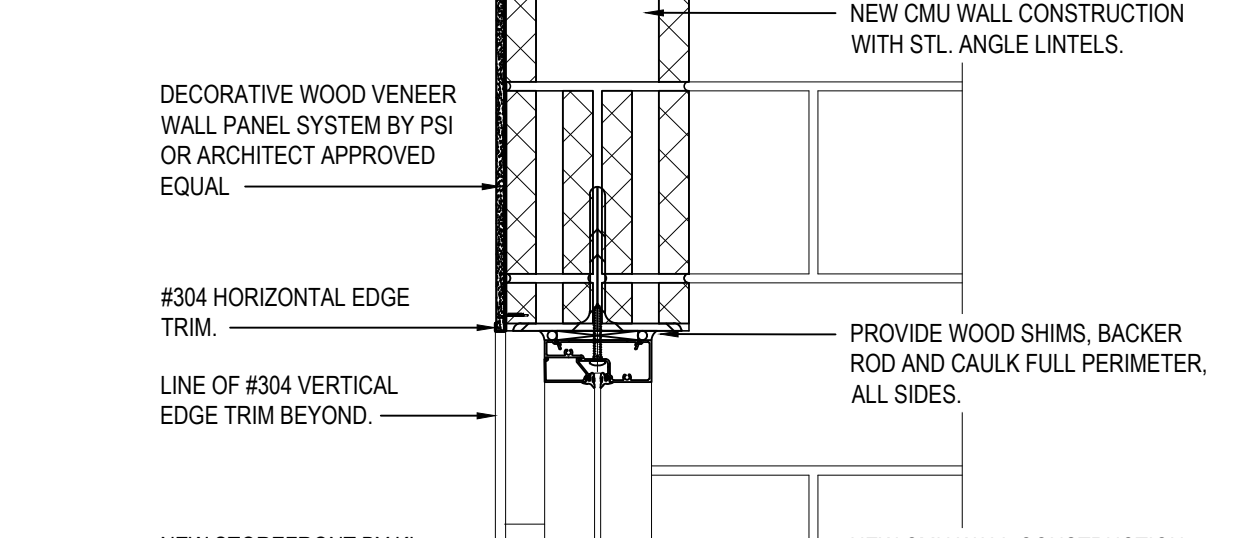 NEW CMU WALL CONSTRUCTION
WITH STL. ANGLE LINTELS.
DECORATIVE WOOD VENEER
WALL PANEL SYSTEM BY PSI
OR ARCHITECT APPROVED
EQUAL
#304 HORIZONTAL EDGE
TRIM.
PROVIDE WOOD SHIMS, BACKER
ROD AND CAULK FULL PERIMETER,
ALL SIDES.
LINE OF #304 VERTICAL
EDGE TRIM BEYOND.